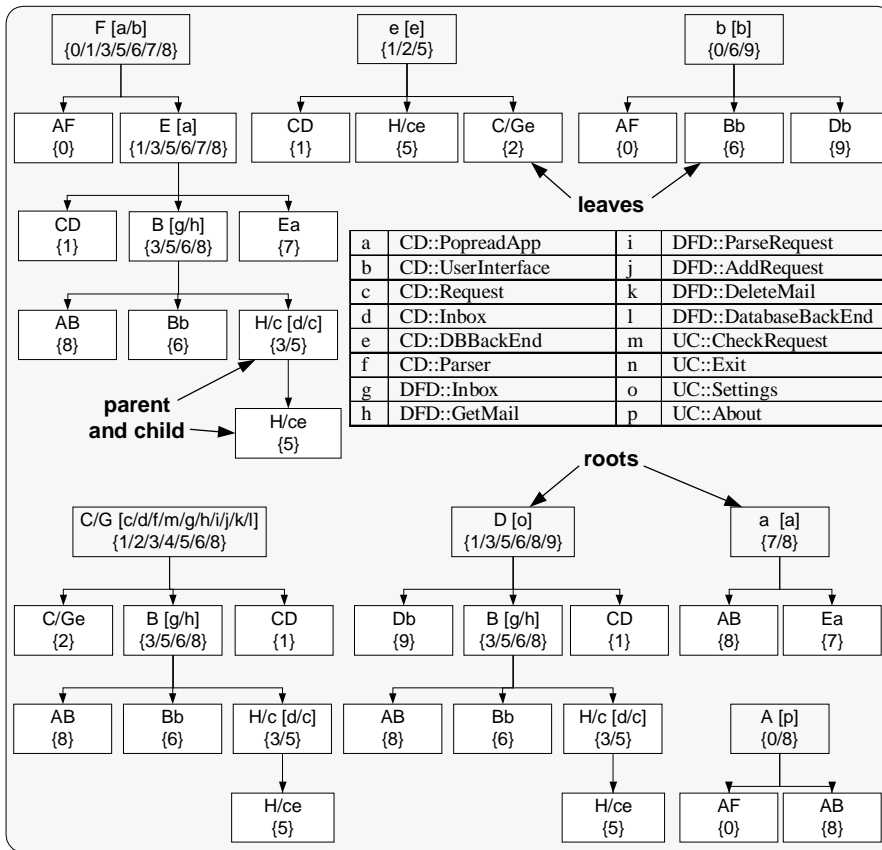 F [a/b]
{0/1/3/5/6/7/8}
e [e]
{1/2/5}
b [b]
{0/6/9}
AF
{0}
E [a]
{1/3/5/6/7/8}
CD
{1}
H/ce
{5}
C/Ge
{2}
AF
{0}
Bb
{6}
Db
{9}
leaves
CD
{1}
B [g/h]
{3/5/6/8}
Ea
{7}
AB
{8}
Bb
{6}
H/c [d/c]
{3/5}
parent
and child
H/ce
{5}
a CD::PopreadApp i DFD::ParseRequest
b CD::UserInterface j DFD::AddRequest
c CD::Request k DFD::DeleteMail
d CD::Inbox l DFD::DatabaseBackEnd
e CD::DBBackEnd m UC::CheckRequest
f CD::Parser n UC::Exit
g DFD::Inbox o UC::Settings
h DFD::GetMail p UC::About
roots
C/G [c/d/f/m/g/h/i/j/k/l]
{1/2/3/4/5/6/8}
D [o]
{1/3/5/6/8/9}
a [a]
{7/8}
C/Ge
{2}
B [g/h]
{3/5/6/8}
CD
{1}
Db
{9}
B [g/h]
{3/5/6/8}
CD
{1}
AB
{8}
Ea
{7}
AB
{8}
Bb
{6}
H/c [d/c]
{3/5}
AB
{8}
Bb
{6}
H/c [d/c]
{3/5}
A [p]
{0/8}
H/ce
{5}
H/ce
{5}
AF
{0}
AB
{8}